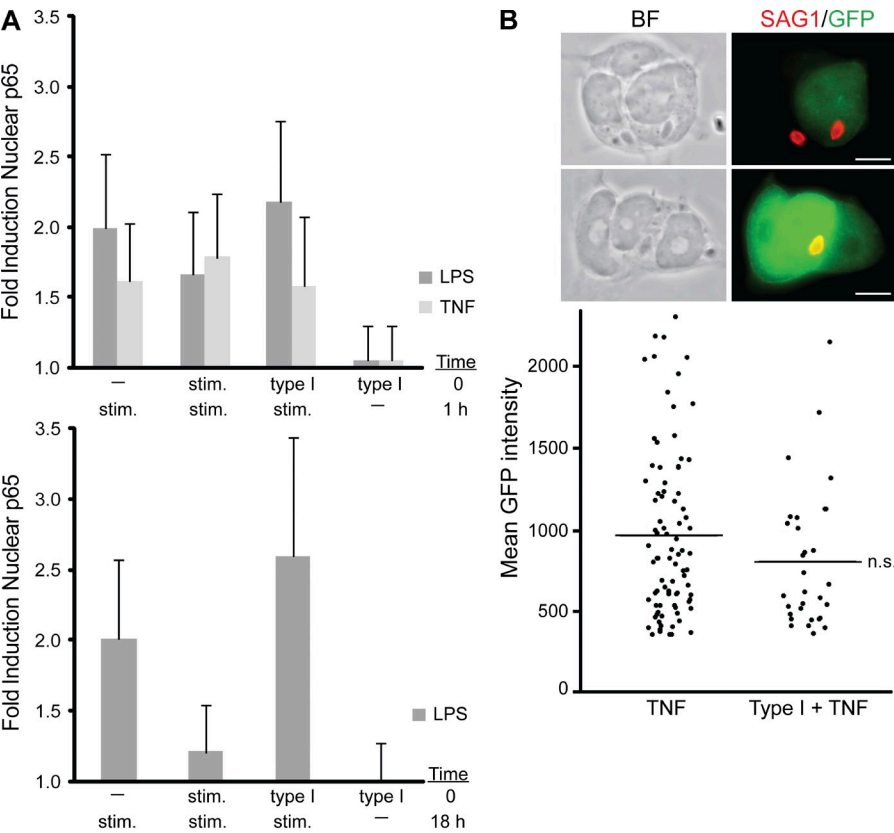 A
Fold Induction Nuclear p65
3.5
3.0
2.5
2.0
1.5
1.0
LPS
TNF
Time
— stim. type I type I 0
stim. stim. stim. — 1 h
Fold Induction Nuclear p65
3.5
3.0
2.5
2.0
1.5
1.0
LPS
Time
— stim. type I type I 0
stim. stim. stim. — 18 h
B
BF SAG1/GFP
Mean GFP intensity
2000
1500
1000
500
0
n.s.
TNF Type I + TNF